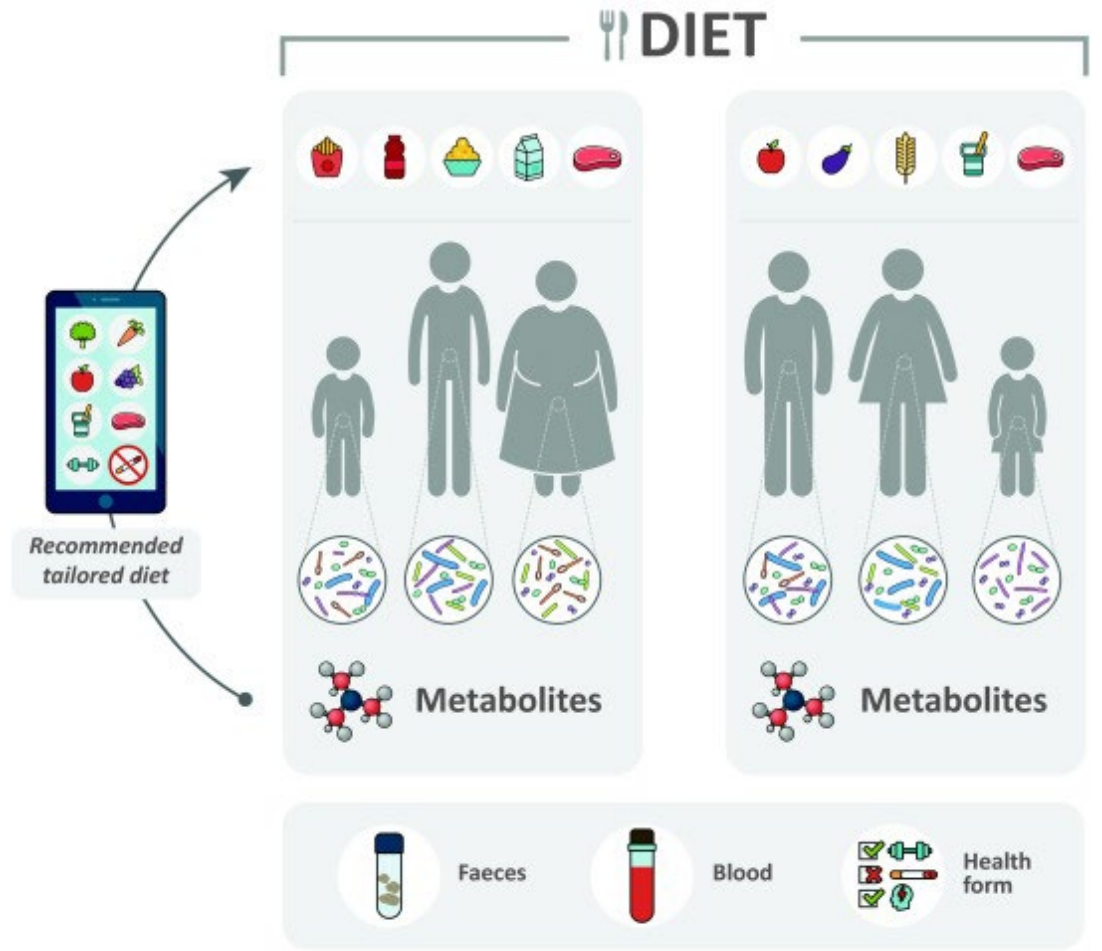 DIET
Recommended
tailored diet
Metabolites
Metabolites
Faeces
Blood
Health
form